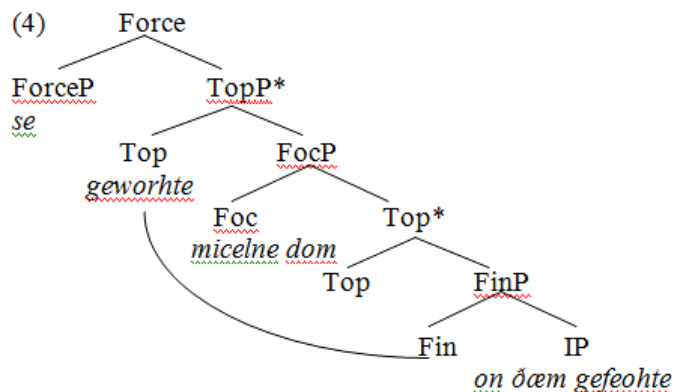 (4) Force
ForceP TopP*
se
Top FocP
geworhte
Foc Top*
micelne dom
Top FinP
Fin IP
on ðæm gefeohte